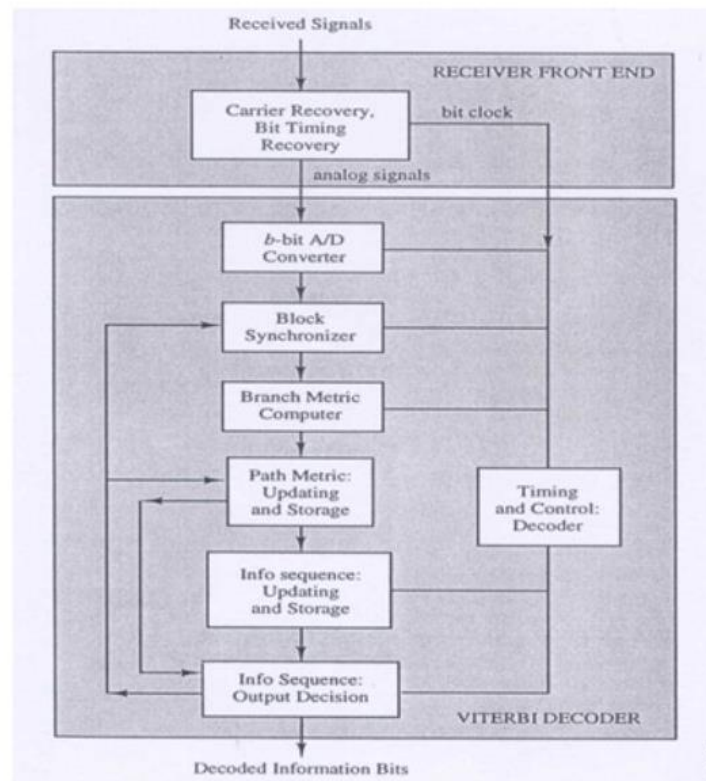 Received Signals
RECEIVER FRONT END
Carrier Recovery,
Bit Timing
Recovery
bit clock
analog signals
b-bit A/D
Converter
Block
Synchronizer
Branch Metric
Computer
Path Metric:
Updating
and Storage
Timing
and Control:
Decoder
Info sequence:
Updating
and Storage
Info Sequence:
Output Decision
VITERBI DECODER
Decoded Information Bits